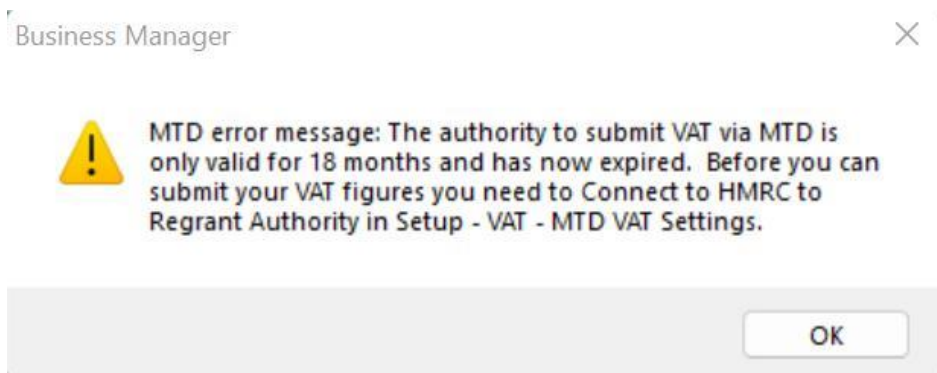 Business Manager
MTD error message: The authority to submit VAT via MTD is
only valid for 18 months and has now expired.  Before you can
submit your VAT figures you need to Connect to HMRC to
Regrant Authority in Setup - VAT - MTD VAT Settings.
OK